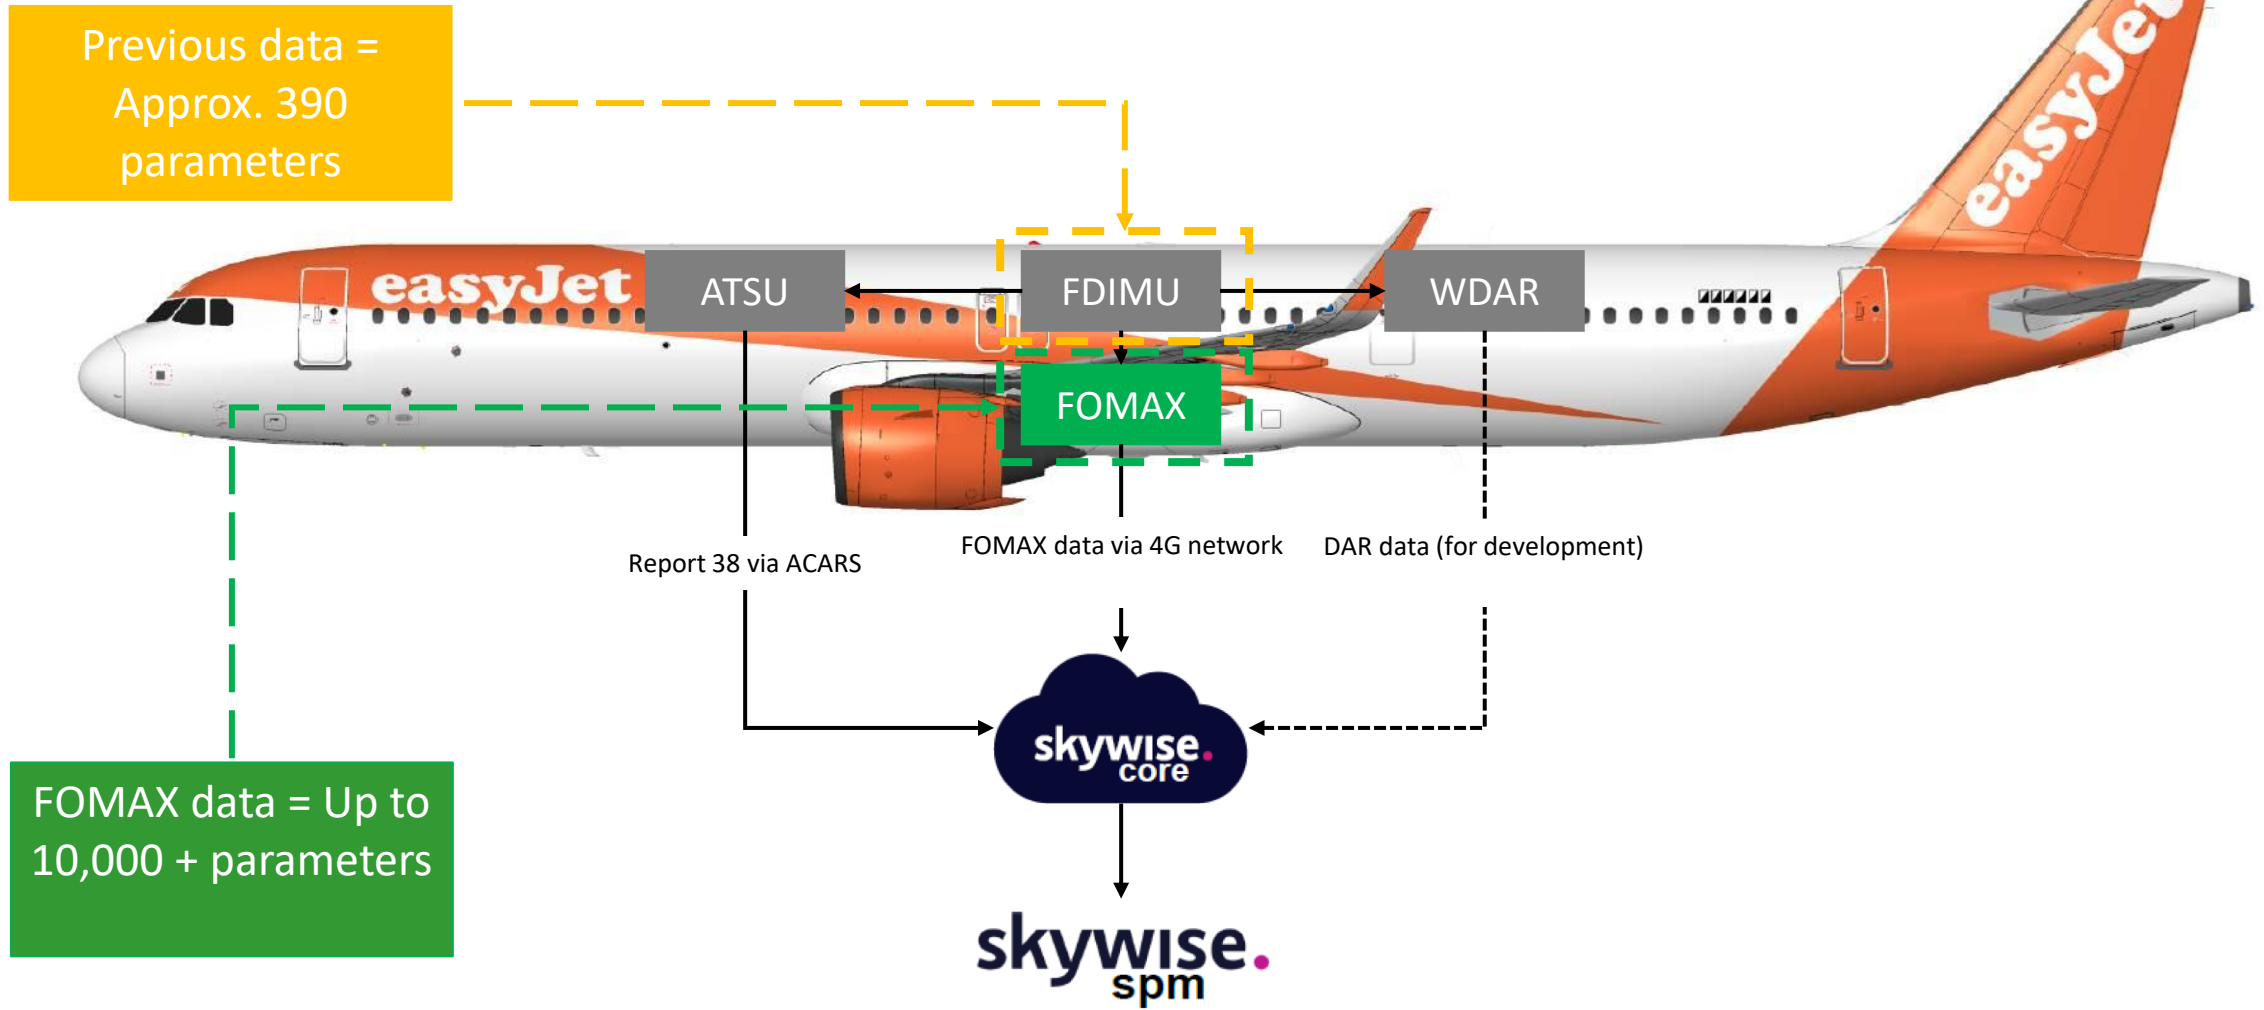 Previous data =
Approx. 390
parameters
easyJet
easyJet
ATSU
FDIMU
WDAR
FOMAX
Report 38 via ACARS
FOMAX data via 4G network
DAR data (for development)
skywise.
core
FOMAX data = Up to
10,000 + parameters
skywise.
spm